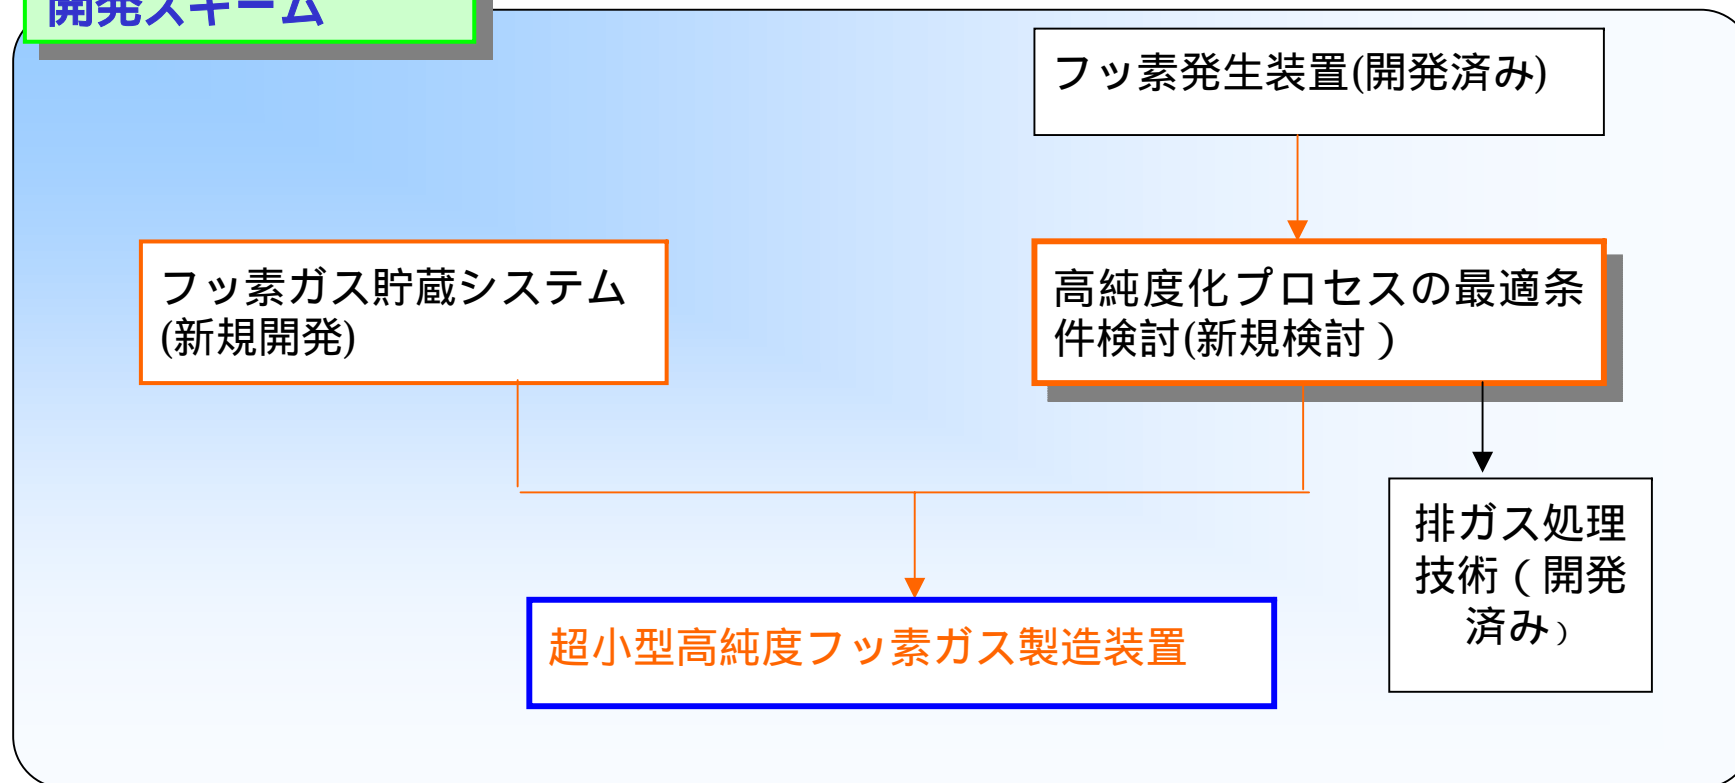 開発スキーム
フッ素発生装置(開発済み)
フッ素ガス貯蔵システム
(新規開発)
高純度化プロセスの最適条
件検討(新規検討）
排ガス処理
技術（開発
済み）
超小型高純度フッ素ガス製造装置